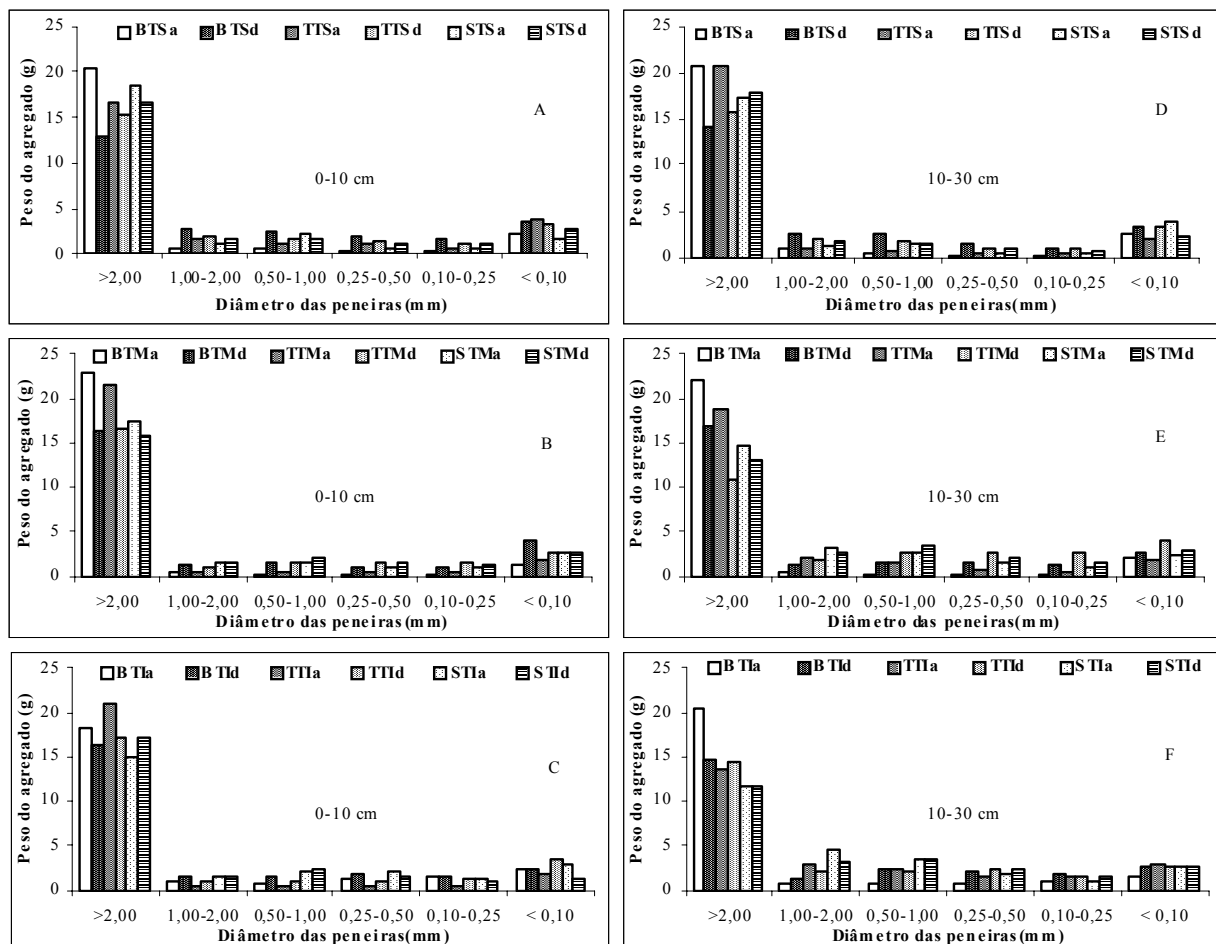 BTSa BTSd TTSa TTSd STSa STSd
Peso do agregado (g)
25
20
15
10
5
0
A
0-10 cm
>2,00 1,00-2,00 0,50-1,00 0,25-0,50 0,10-0,25 < 0,10
Diâmetro das peneiras(mm)
BTSa BTSd TTSa TTSd STSa STSd
Peso do agregado (g)
25
20
15
10
5
0
D
10-30 cm
>2,00 1,00-2,00 0,50-1,00 0,25-0,50 0,10-0,25 < 0,10
Diâmetro das peneiras(mm)
BTMa BTMd TTMa TTMd STMa STMd
Peso do agregado (g)
25
20
15
10
5
0
B
0-10 cm
>2,00 1,00-2,00 0,50-1,00 0,25-0,50 0,10-0,25 < 0,10
Diâmetro das peneiras(mm)
BTMa BTMd TTMa TTMd STMa STMd
Peso do agregado (g)
25
20
15
10
5
0
E
10-30 cm
>2,00 1,00-2,00 0,50-1,00 0,25-0,50 0,10-0,25 < 0,10
Diâmetro das peneiras(mm)
BTIa BTId TTIa TTId STIa STId
Peso do agregado (g)
25
20
15
10
5
0
C
0-10 cm
>2,00 1,00-2,00 0,50-1,00 0,25-0,50 0,10-0,25 < 0,10
Diâmetro das peneiras(mm)
BTIa BTId TTIa TTId STIa STId
Peso do agregado (g)
25
20
15
10
5
0
F
10-30 cm
>2,00 1,00-2,00 0,50-1,00 0,25-0,50 0,10-0,25 < 0,10
Diâmetro das peneiras(mm)